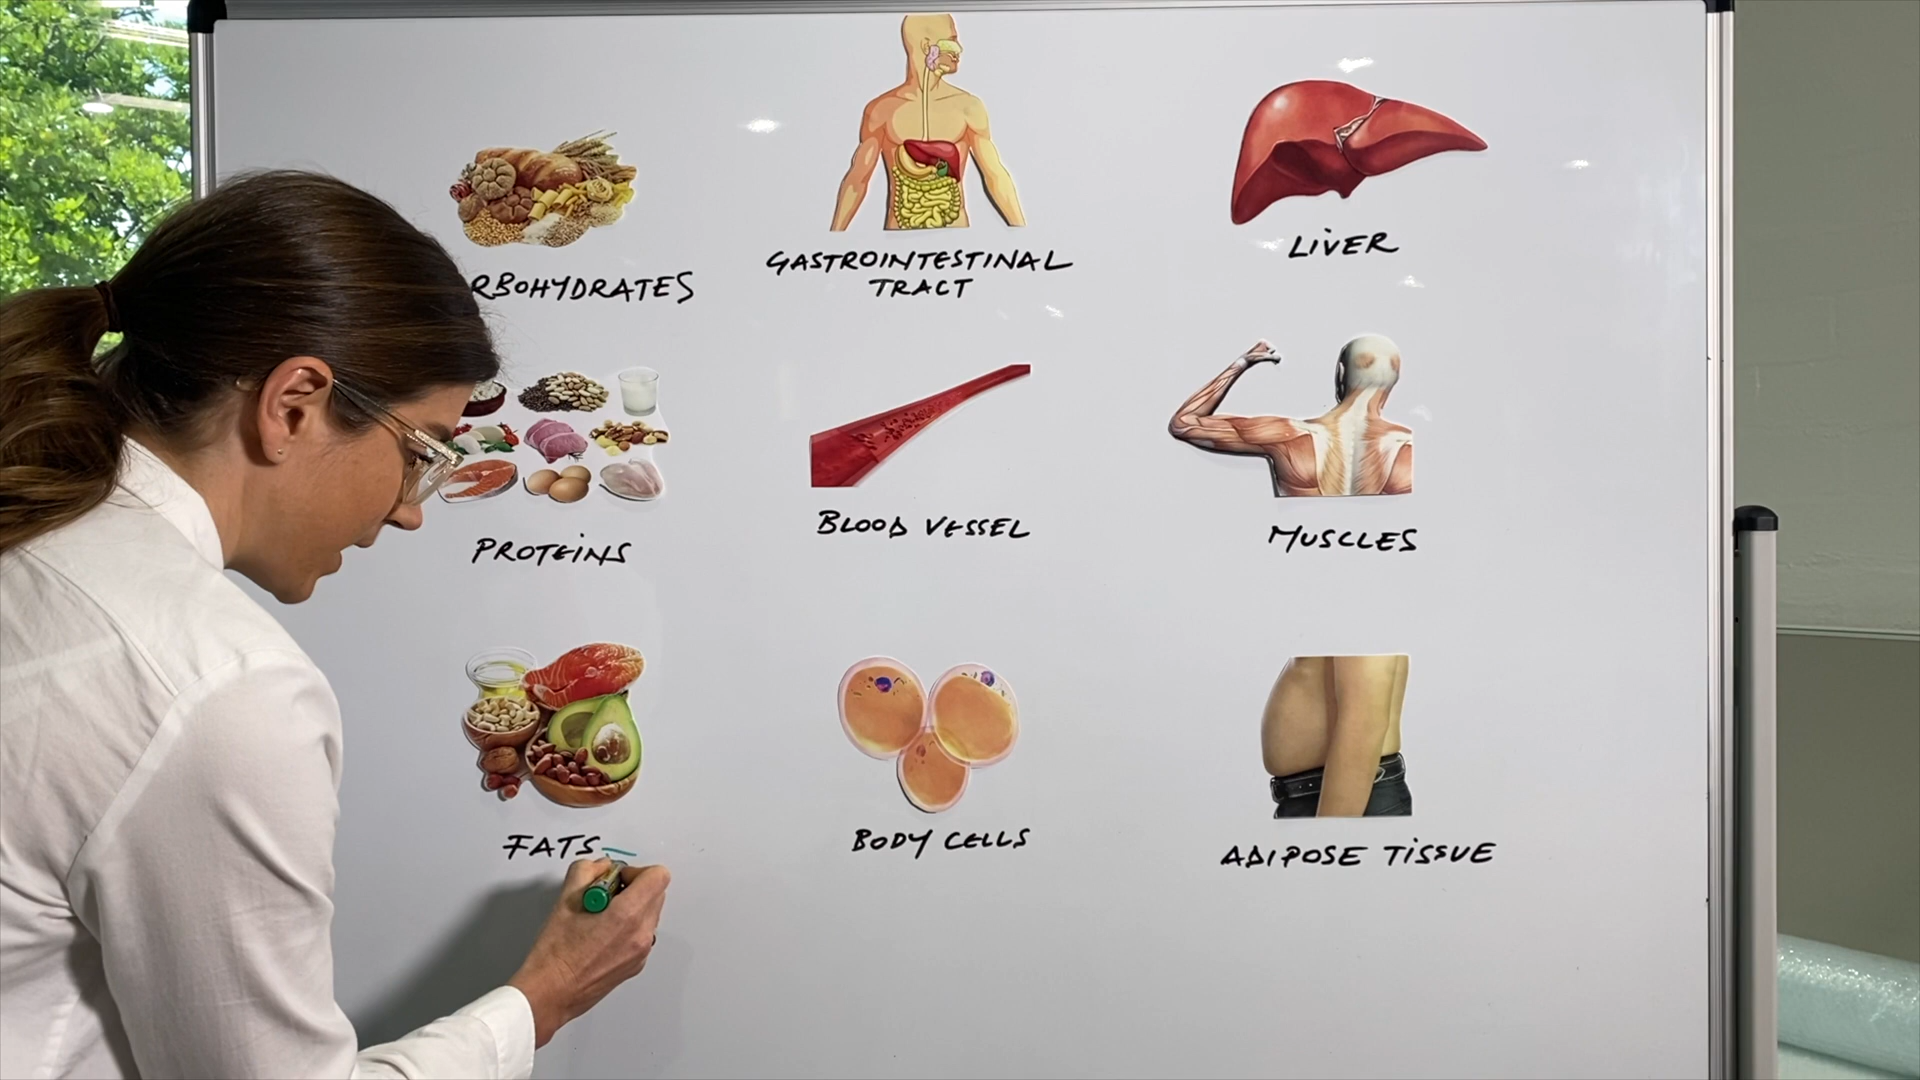 RBOHYDRATES
GASTROINTESTINAL
TRACT
LIVER
PROTEINS
BLOOD VESSEL
MUSCLES
FATS
BODY CELLS
ADIPOSE TISSUE